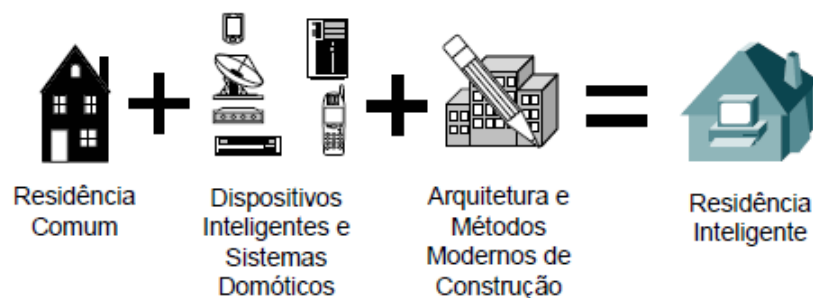 Residência
Comum
Dispositivos
Inteligentes e
Sistemas
Domóticos
Arquitetura e
Métodos
Modernos de
Construção
Residência
Inteligente